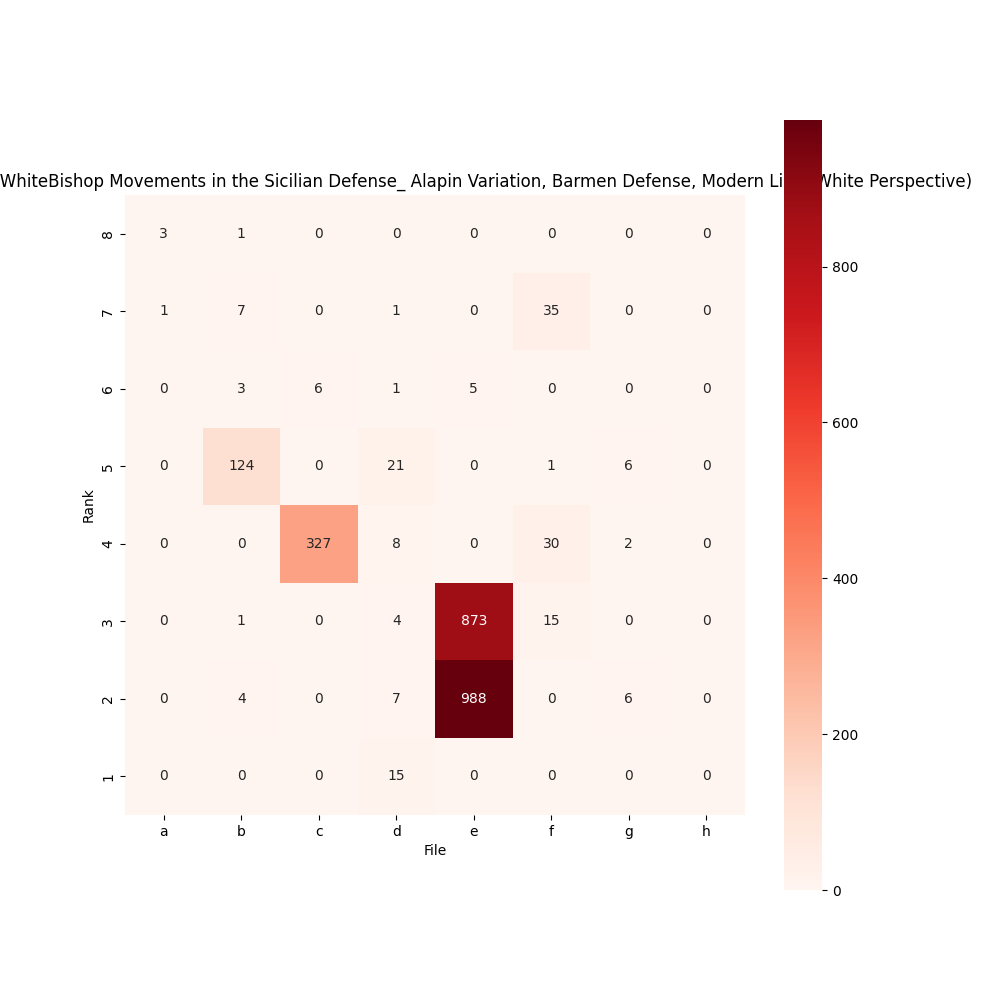 WhiteBishop Movements in the Sicilian Defense_ Alapin Variation, Barmen Defense, Modern White Perspective)
8 3 1 0 0 0 0 0 0
7 1 7 0 1 0 35 0 0
6 0 3 6 1 5 0 0 0
5 0 124 0 21 0 1 6 0
Rank
4 0 0 327 8 0 30 2 0
3 0 1 0 4 873 15 0 0
2 0 4 0 7 988 0 6 0
1 0 0 0 15 0 0 0 0
a b c d e f g h
File
800
600
400
200
0